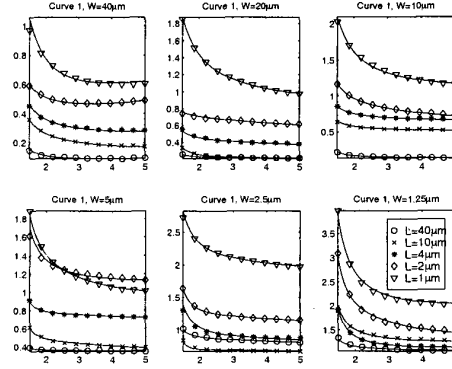 Curve 1, W=40μm
Curve 1, W=20μm
Curve 1, W=10μm
1
0.8
0.6
0.4
0.2
2 3 4 5
1.8
1.6
1.4
1.2
1
0.8
0.6
0.4
2 3 4 5
2
1.5
1
0.5
2 3 4
Curve 1, W=5μm
Curve 1, W=2.5μm
Curve 1, W=1.25μm
1.8
1.6
1.4
1.2
1
0.8
0.6
0.4
2 3 4 5
2.5
2
1.5
1
2 3 4 5
4
3.5
3
2.5
2
1.5
2 3 4
L=40μm
L=10μm
L=4μm
L=2μm
L=1μm